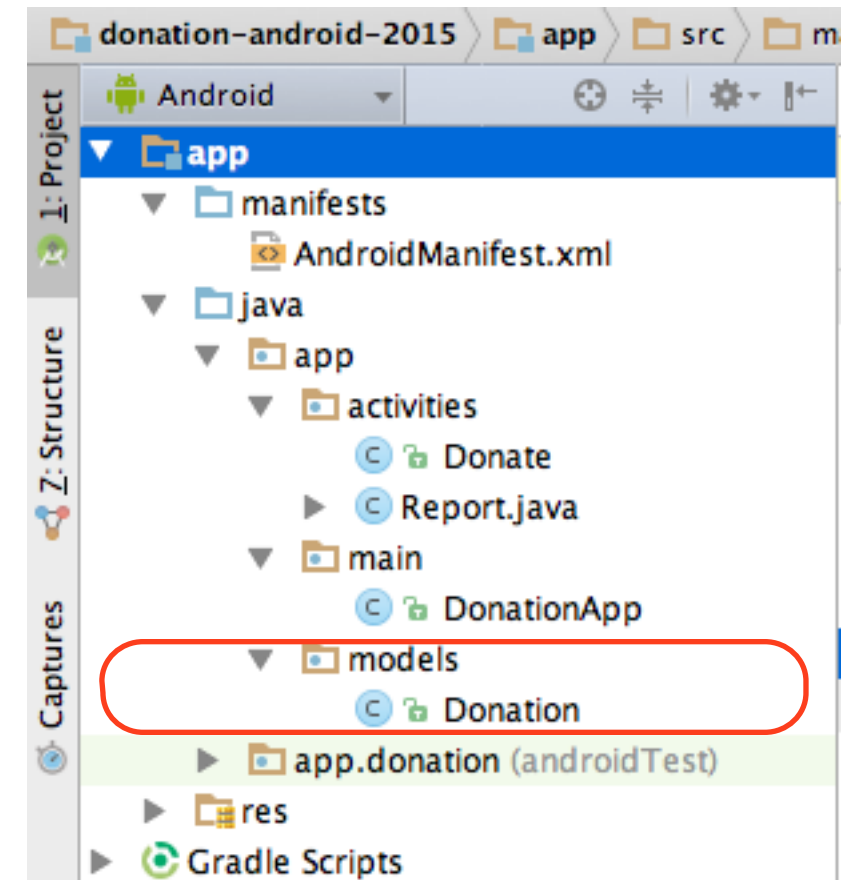 donation-android-2015 app src m
Android
1: Project
app
manifests
AndroidManifest.xml
java
app
7: Structure
activities
Donate
Report.java
main
DonationApp
Captures
models
Donation
app.donation (androidTest)
res
Gradle Scripts